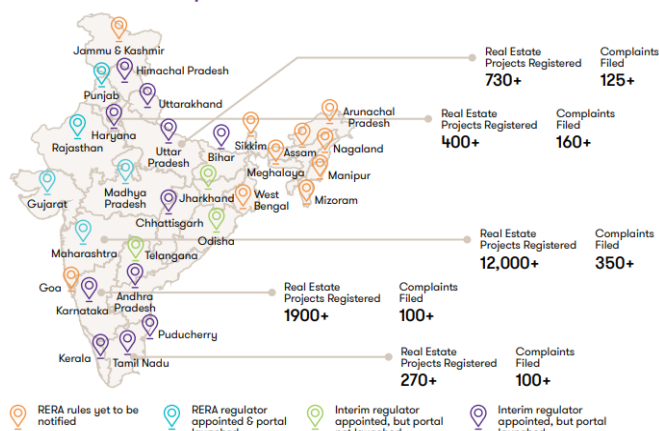 Jammu & Kashmir
Himachal Pradesh
Punjab
Uttarakhand
Haryana
Rajasthan
Uttar
Pradesh
Bihar
Sikkim
Arunachal
Pradesh
Assam
Nagaland
Meghalaya
Manipur
Mizoram
Gujarat
Madhya
Pradesh
Jharkhand
West
Bengal
Chhattisgarh
Odisha
Maharashtra
Telangana
Goa
Karnataka
Andhra
Pradesh
Puducherry
Kerala
Tamil Nadu
Real Estate
Projects Registered
730+
Complaints
Filed
125+
Real Estate
Projects Registered
400+
Complaints
Filed
160+
Real Estate
Projects Registered
12,000+
Complaints
Filed
350+
Real Estate
Projects Registered
1900+
Complaints
Filed
100+
Real Estate
Projects Registered
270+
Complaints
Filed
100+
RERA rules yet to be
notified
RERA regulator
appointed & portal
launched
Interim regulator
appointed, but portal
not launched
Interim regulator
appointed, but portal
launched